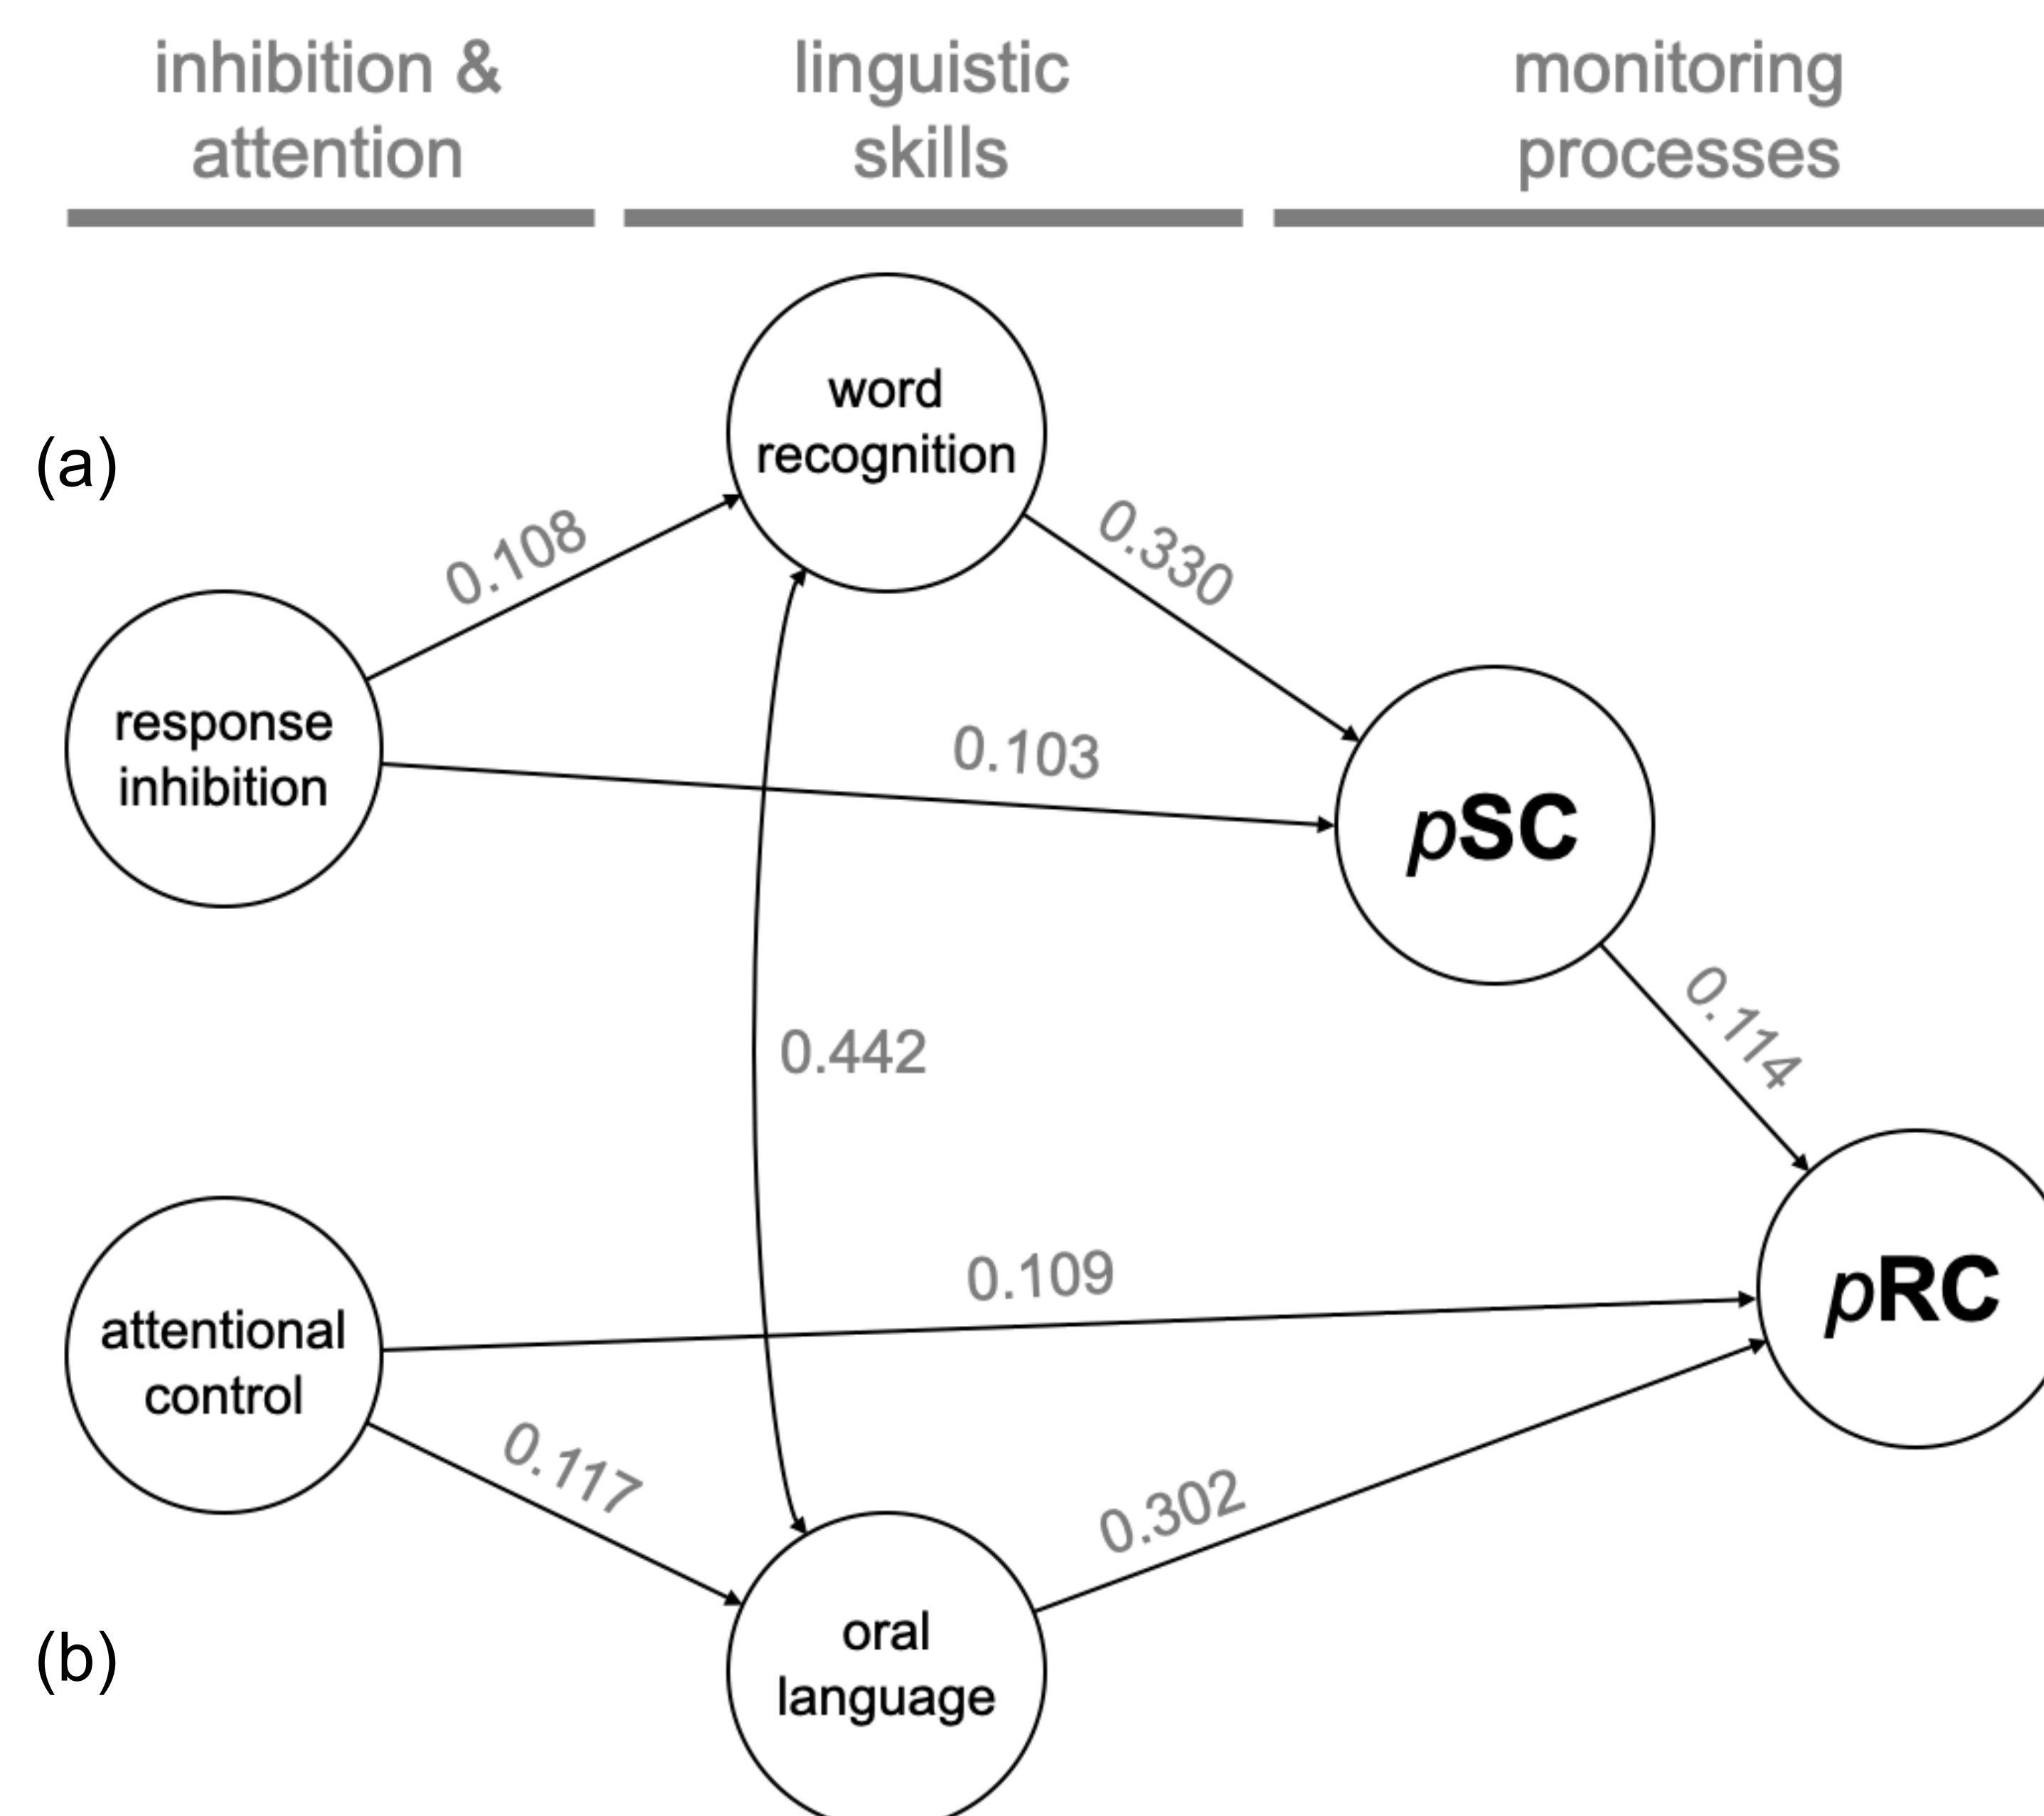 inhibition &
attention
linguistic
skills
monitoring
processes
(a)
word
recognition
0.108
0.330
response
inhibition
0.103
pSC
0.442
0.114
attentional
control
0.109
pRC
0.117
0.302
oral
language
(b)